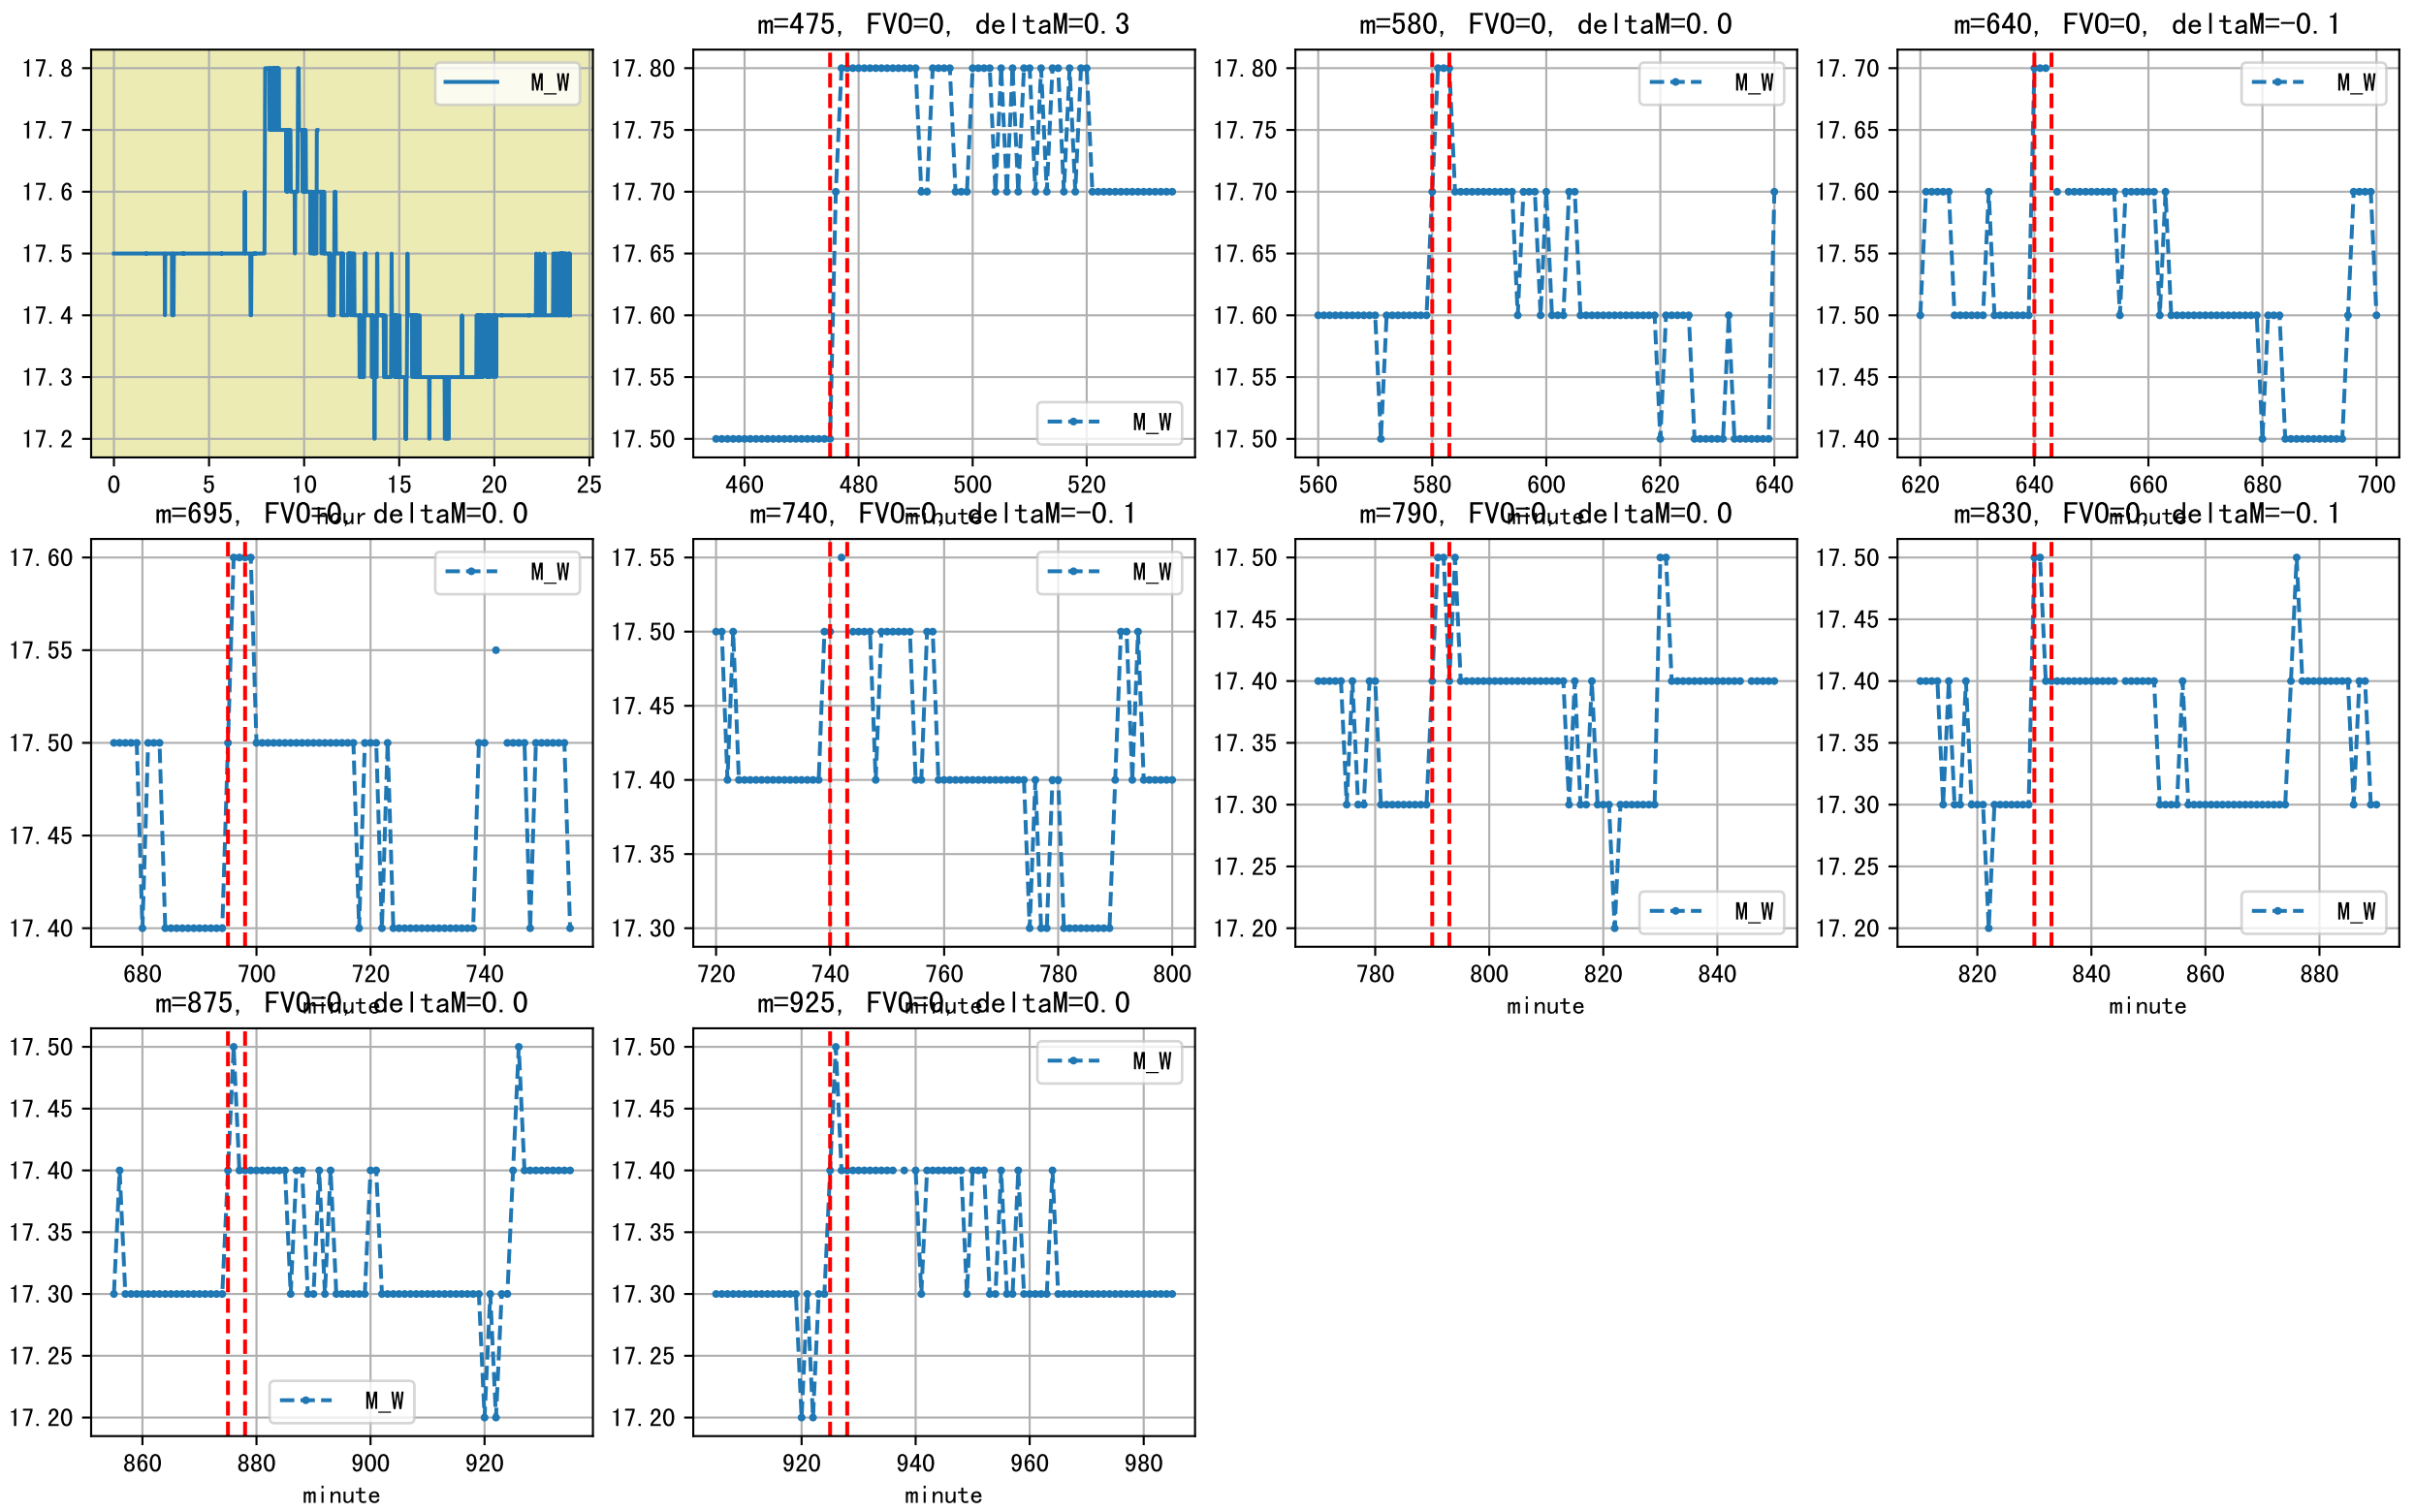 m=475, FV0=0, deltaM=0.3
m=580, FV0=0, deltaM=0.0
m=640, FV0=0, deltaM=-0.1
17.8
17.7
17.6
17.5
17.4
17.3
17.2
M_W
0 5 10 15 20 25
hour
17.80
17.75
17.70
17.65
17.60
17.55
17.50
M_W
460 480 500 520
minute
17.80
17.75
17.70
17.65
17.60
17.55
17.50
M_W
560 580 600 620 640
minute
17.70
17.65
17.60
17.55
17.50
17.45
17.40
M_W
620 640 660 680 700
minute
m=695, FV0=0, deltaM=0.0
m=740, FV0=0, deltaM=-0.1
m=790, FV0=0, deltaM=0.0
m=830, FV0=0, deltaM=-0.1
17.60
17.55
17.50
17.45
17.40
M_W
680 700 720 740
minute
17.55
17.50
17.45
17.40
17.35
17.30
M_W
720 740 760 780 800
minute
17.50
17.45
17.40
17.35
17.30
17.25
17.20
M_W
780 800 820 840
minute
17.50
17.45
17.40
17.35
17.30
17.25
17.20
M_W
820 840 860 880
minute
m=875, FV0=0, deltaM=0.0
m=925, FV0=0, deltaM=0.0
17.50
17.45
17.40
17.35
17.30
17.25
17.20
M_W
860 880 900 920
minute
17.50
17.45
17.40
17.35
17.30
17.25
17.20
M_W
920 940 960 980
minute